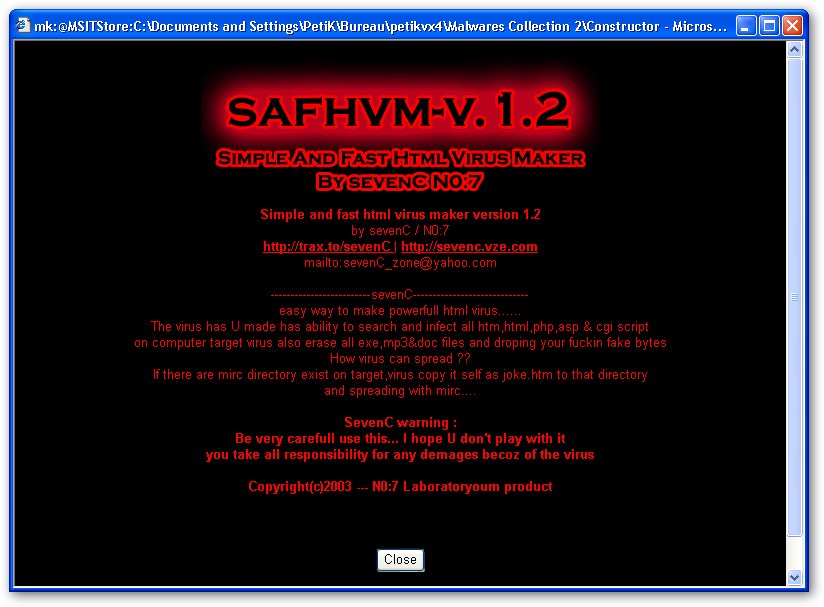 mk:@MSITStore:C:\Documents and Settings\PetiK\Bureau\petikvx4\Malwares Collection 2\Constructor - Micros...
SAFHVM-V. 1.2
SIMPLE AND FAST HTML VIRUS MAKER
BY SEVENC N0:7
Simple and fast html virus maker version 1.2
by sevenC / N0:7
http://trax.to/sevenC | http://sevenc.vze.com
mailto:sevenC_zone@yahoo.com
----------------------------sevenC--------------------------------
easy way to make powerfull html virus......
The virus has U made has ability to search and infect all htm,html,php,asp & cgi script
on computer target virus also erase all exe,mp3&doc files and droping your fuckin fake bytes
How virus can spread ??
If there are mirc directory exist on target,virus copy it self as joke.htm to that directory
and spreading with mirc....
SevenC warning :
Be very carefull use this... I hope U don't play with it
you take all responsibility for any demages becoz of the virus
Copyright(c)2003 --- N0:7 Laboratoryoum product
Close